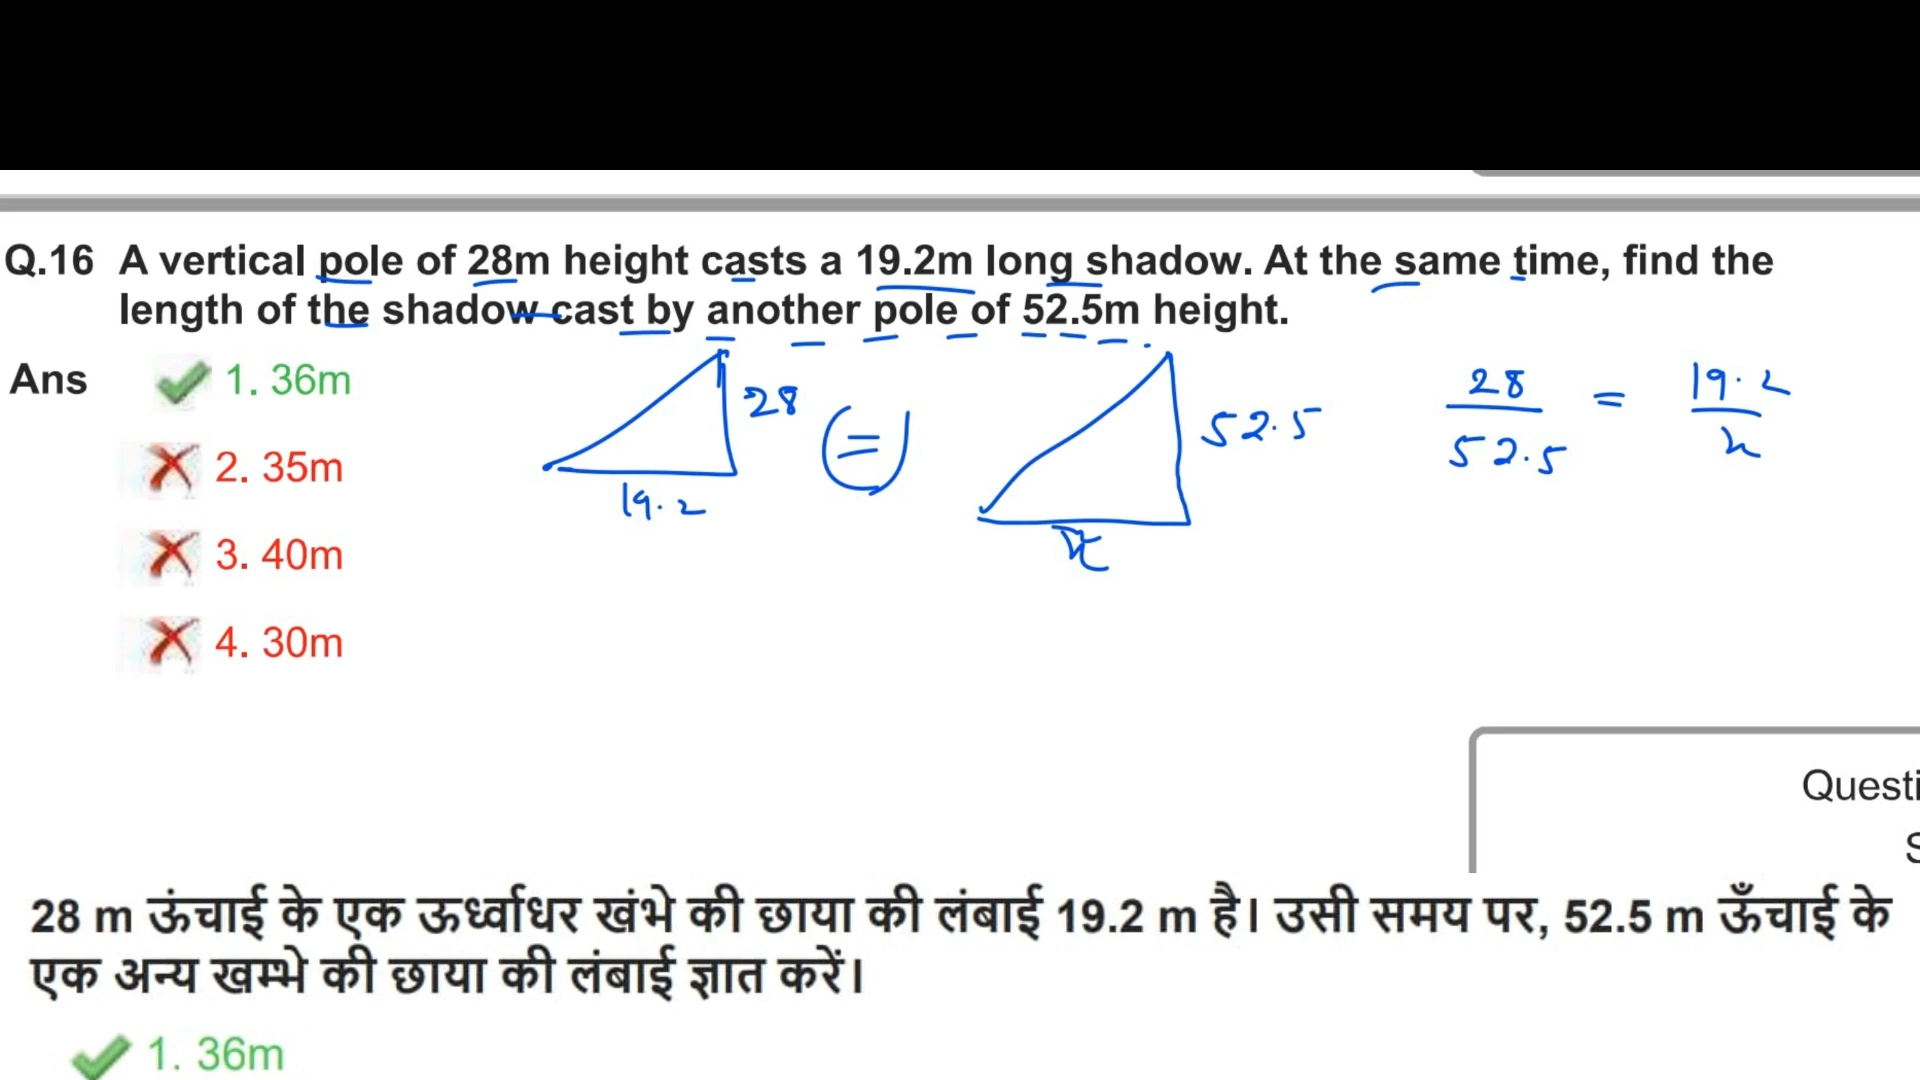 Q.16 A vertical pole of 28m height casts a 19.2m long shadow. At the same time, find the
length of the shadow cast by another pole of 52.5m height.
Ans 1. 36m
2. 35m
3. 40m
4. 30m
28
19.2
(=)
52.5
x
28/52.5 = 19.2/x
Questi
S
28 m ऊंचाई के एक ऊर्ध्वाधर खंभे की छाया की लंबाई 19.2 m है। उसी समय पर, 52.5 m ऊँचाई के
एक अन्य खम्भे की छाया की लंबाई ज्ञात करें।
1. 36m